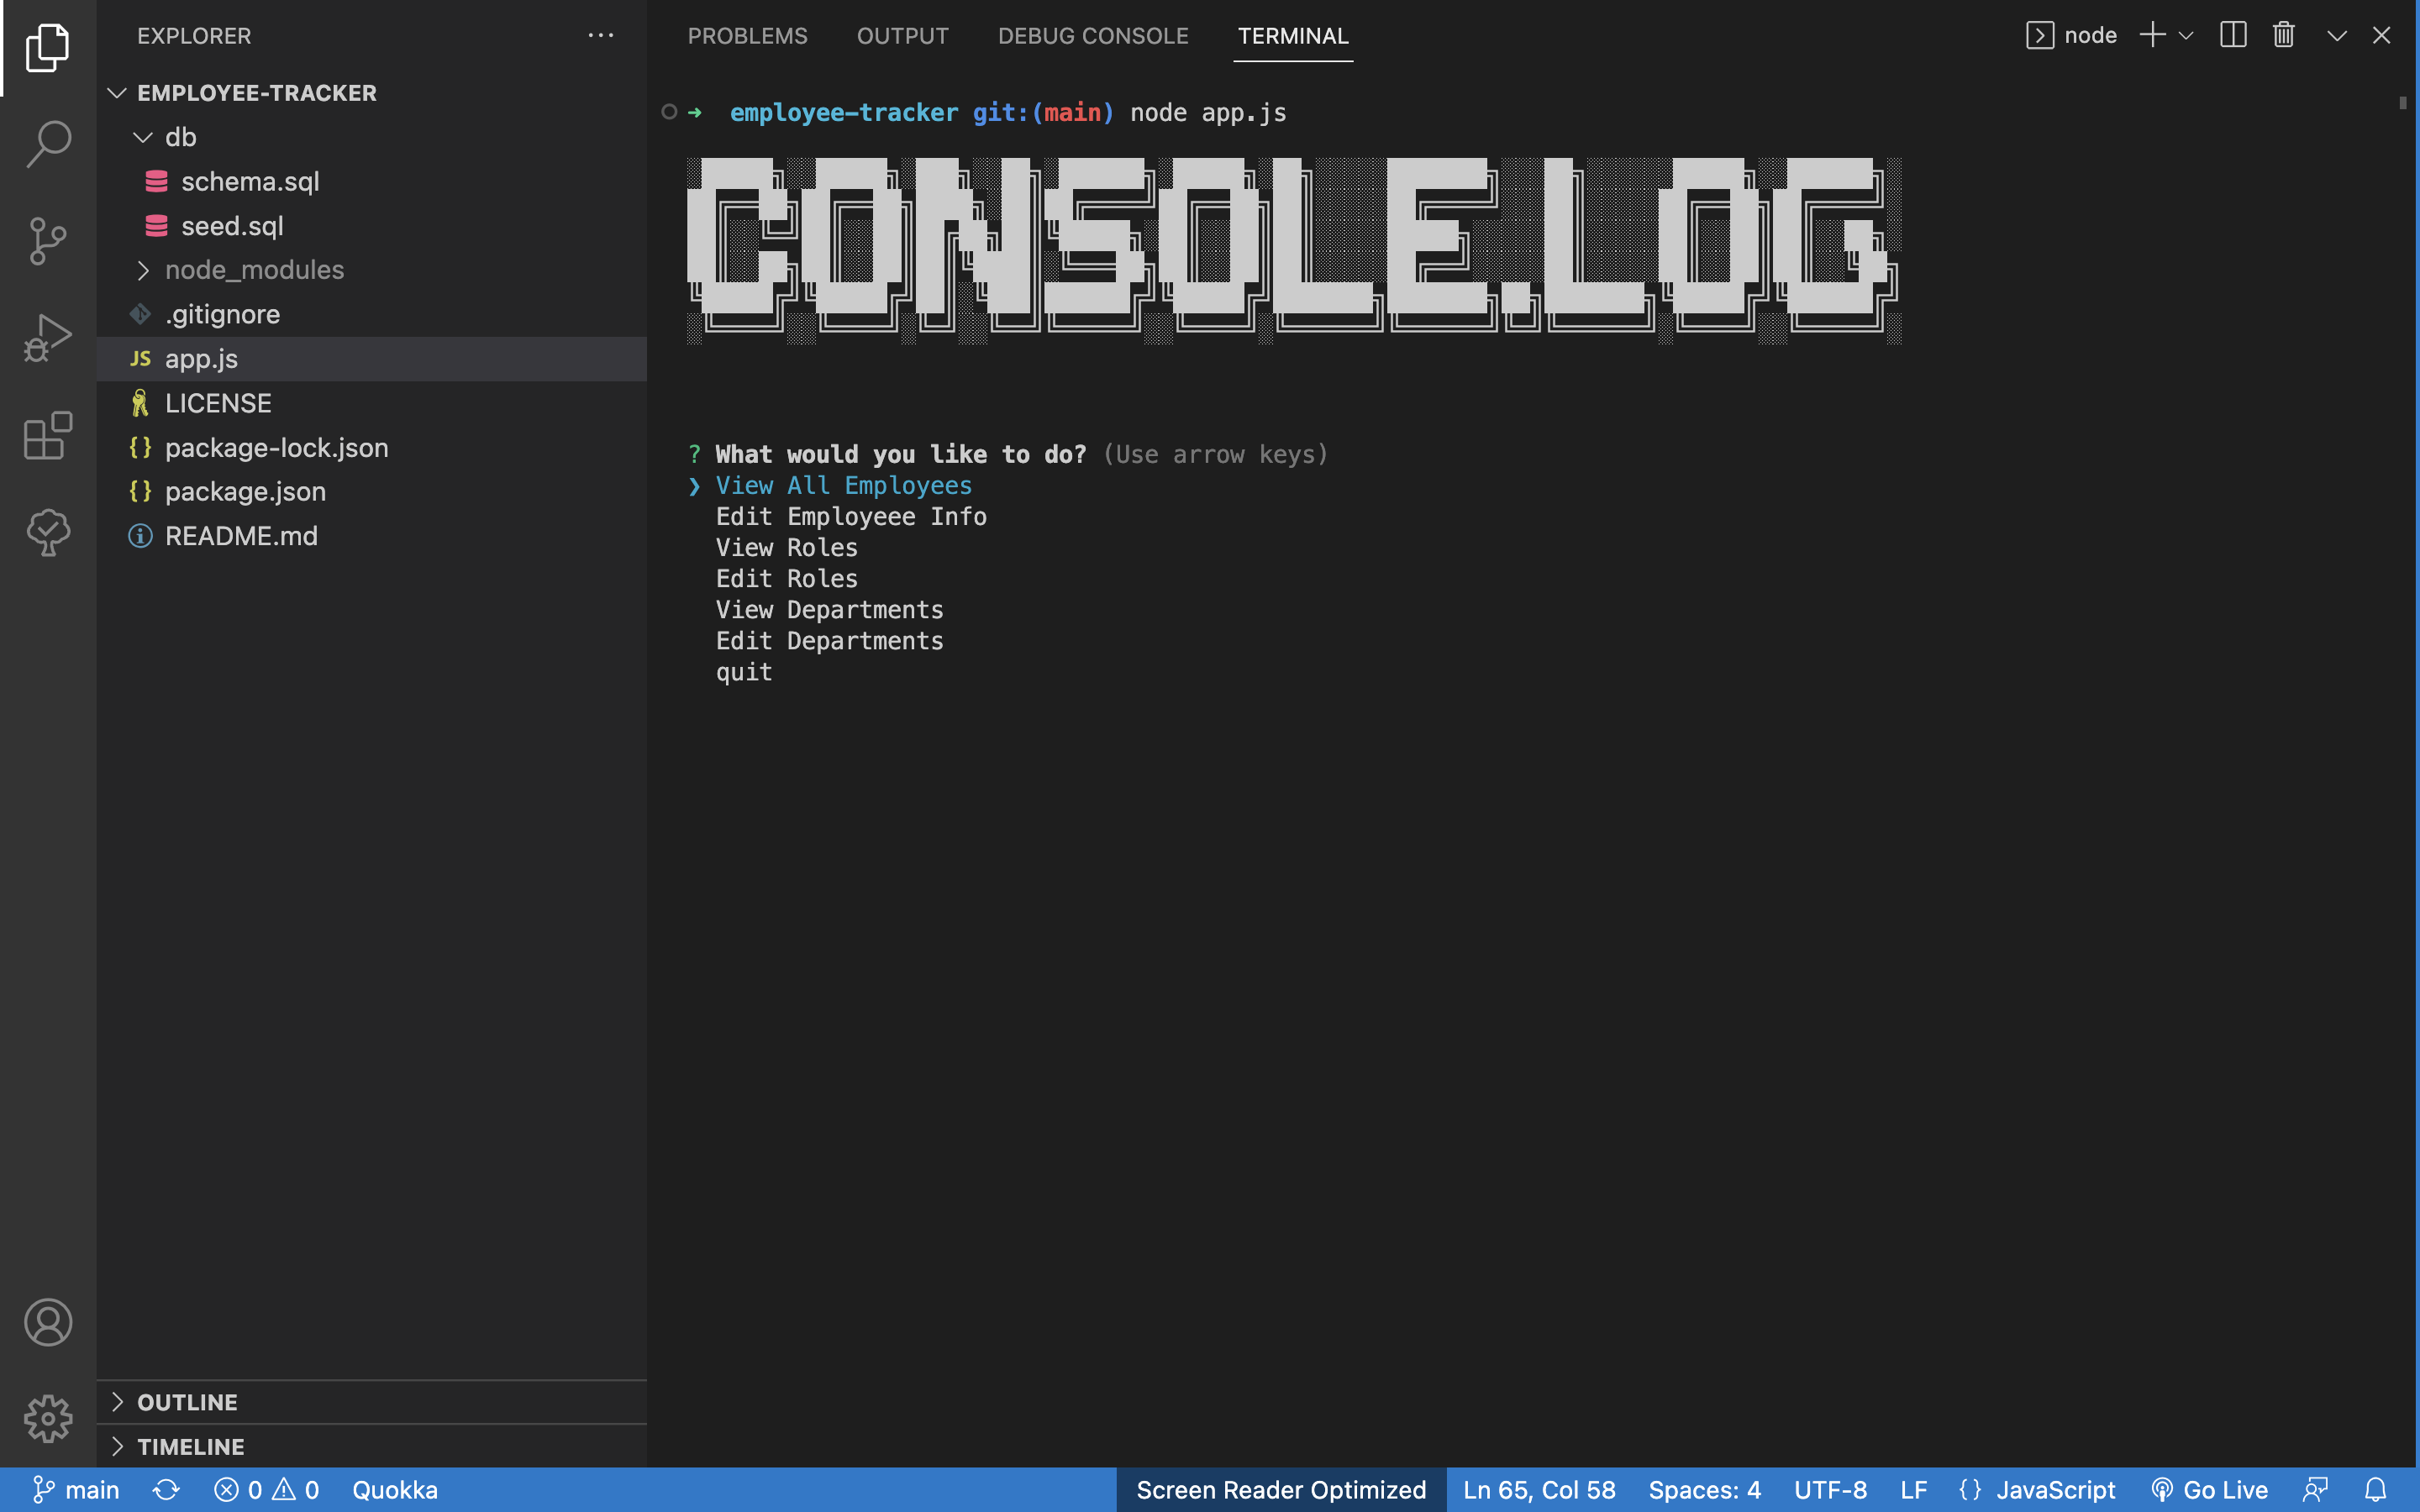 EXPLORER
EMPLOYEE-TRACKER
db
schema.sql
seed.sql
node_modules
.gitignore
JS app.js
LICENSE
{} package-lock.json
{} package.json
README.md
OUTLINE
TIMELINE
PROBLEMS OUTPUT DEBUG CONSOLE TERMINAL
node
➜ employee-tracker git:(main) node app.js
CONSOLE.LOG
? What would you like to do? (Use arrow keys)
❯ View All Employees
Edit Employeee Info
View Roles
Edit Roles
View Departments
Edit Departments
quit
main 0 0 Quokka Screen Reader Optimized Ln 65, Col 58 Spaces: 4 UTF-8 LF {} JavaScript Go Live